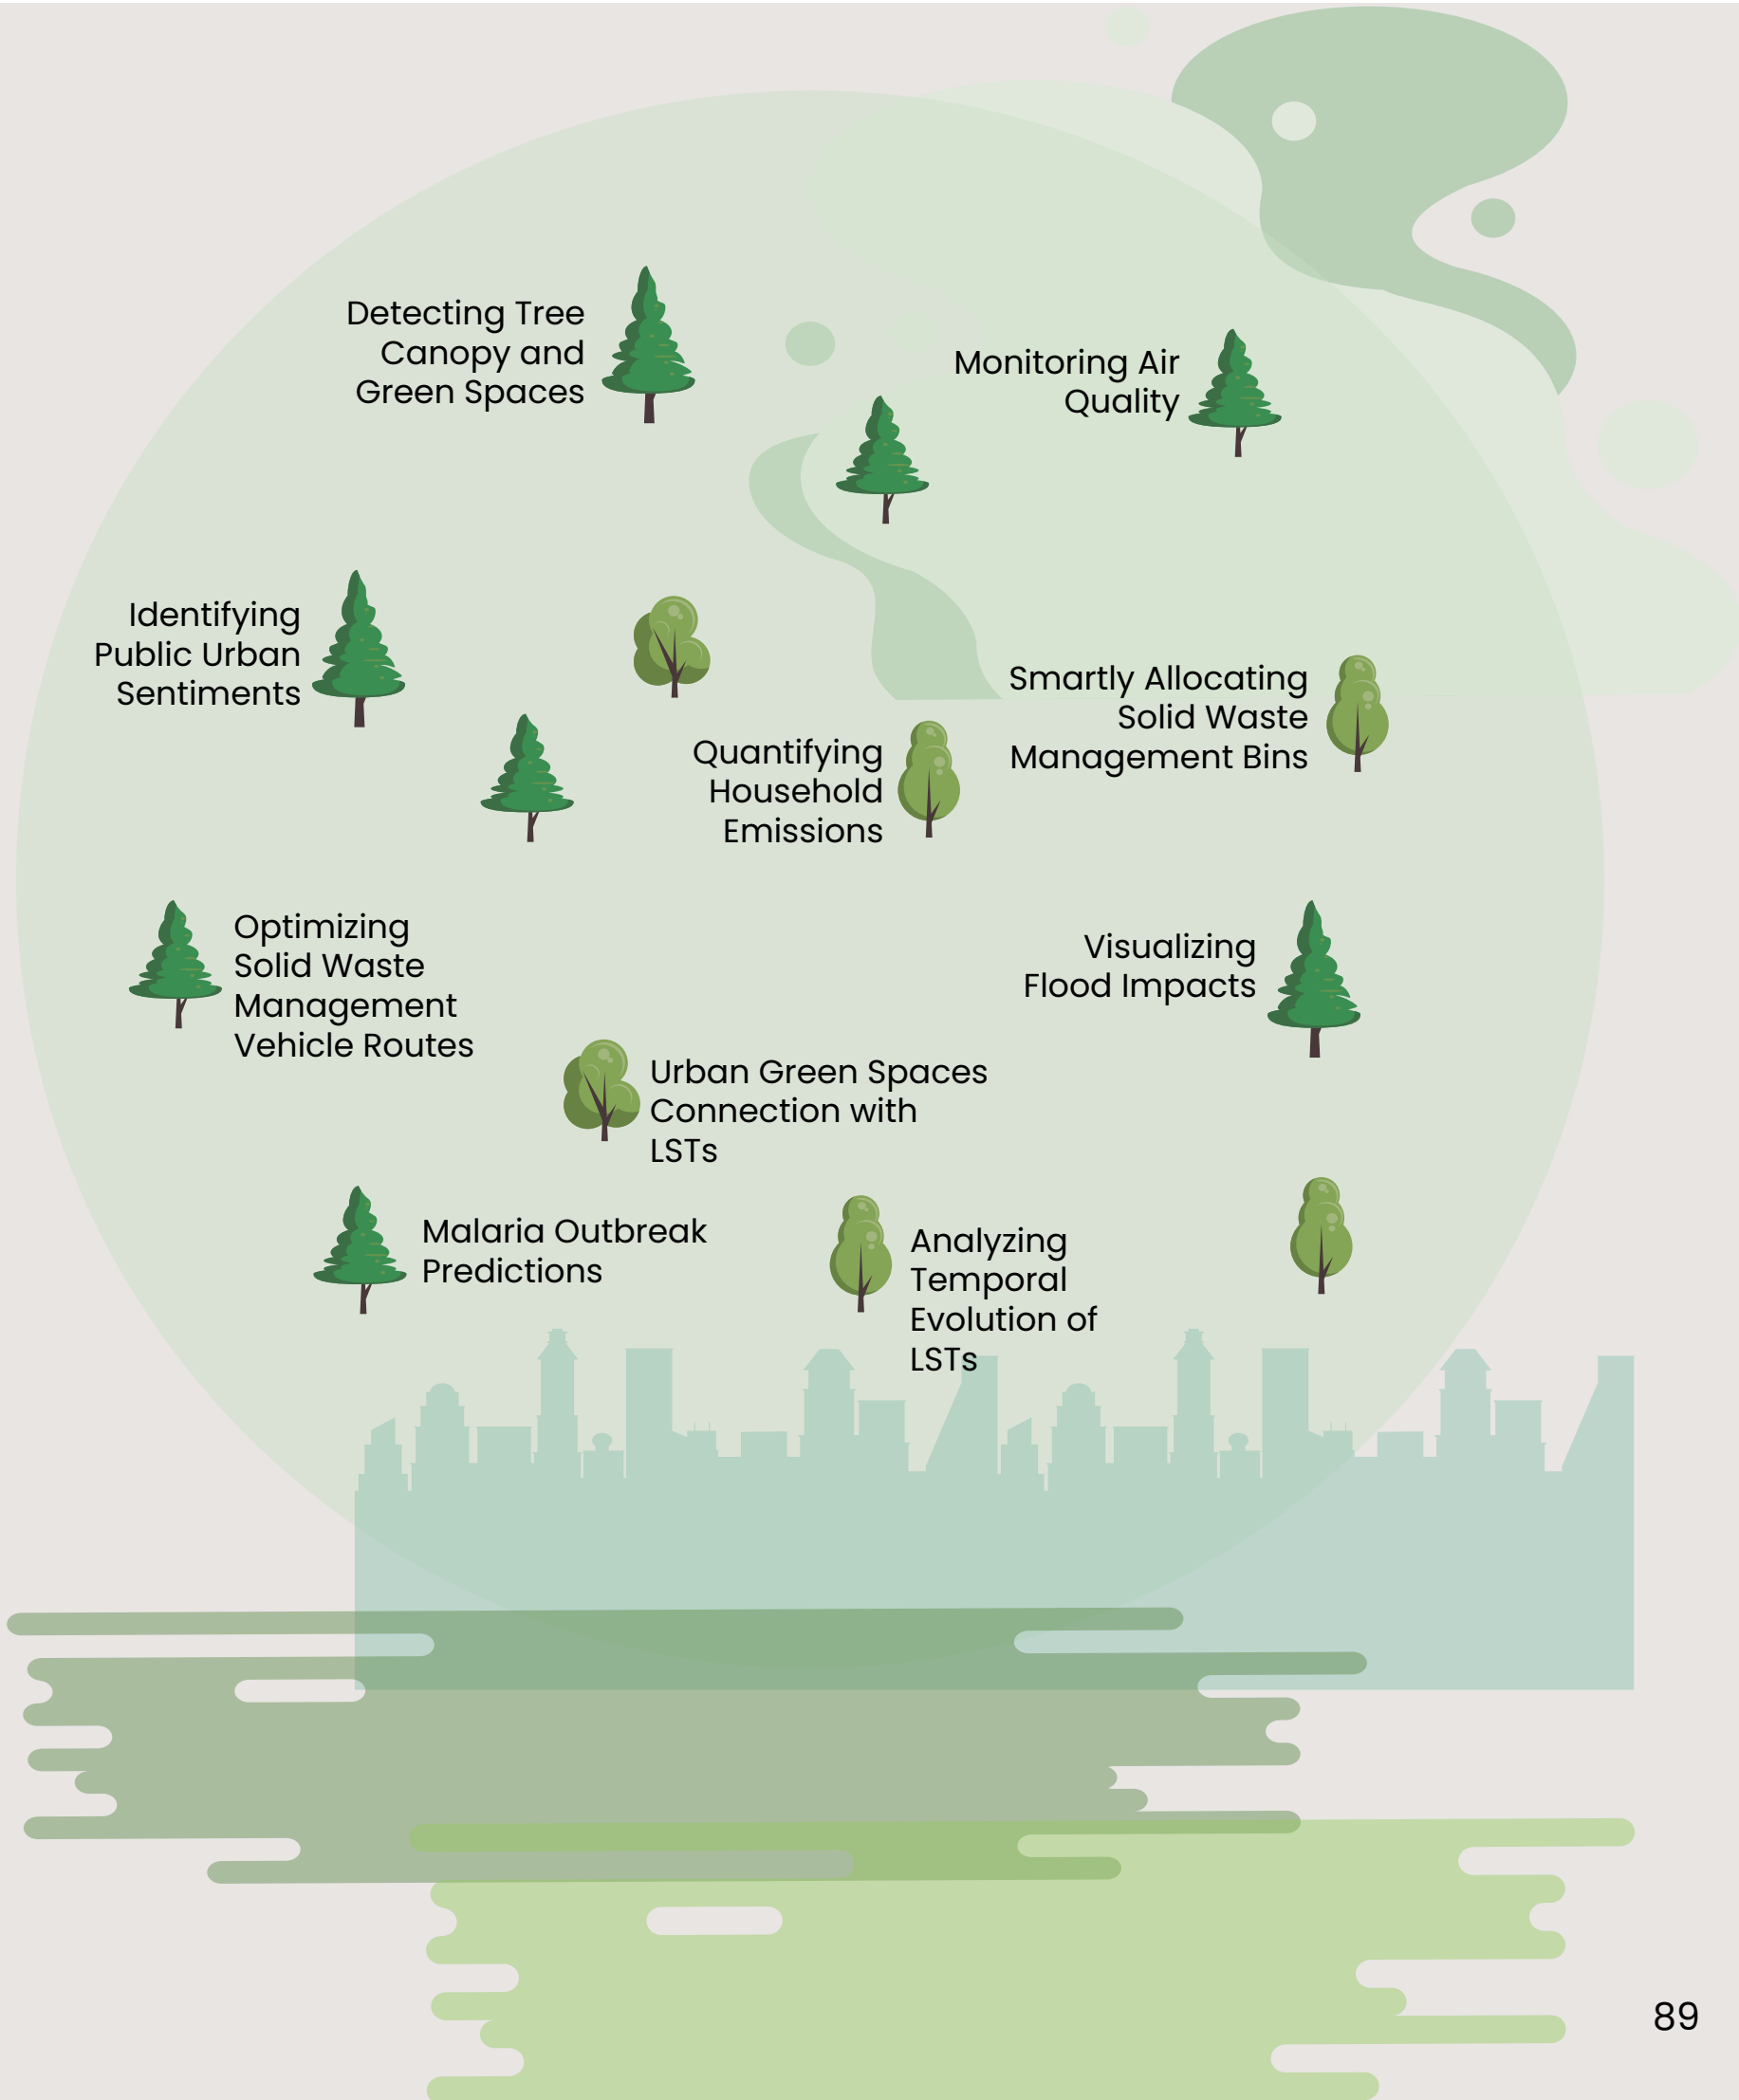 Detecting Tree
Canopy and
Green Spaces
Monitoring Air
Quality
Identifying
Public Urban
Sentiments
Smartly Allocating
Solid Waste
Management Bins
Quantifying
Household
Emissions
Optimizing
Solid Waste
Management
Vehicle Routes
Visualizing
Flood Impacts
Urban Green Spaces
Connection with
LSTs
Malaria Outbreak
Predictions
Analyzing
Temporal
Evolution of
LSTs
89